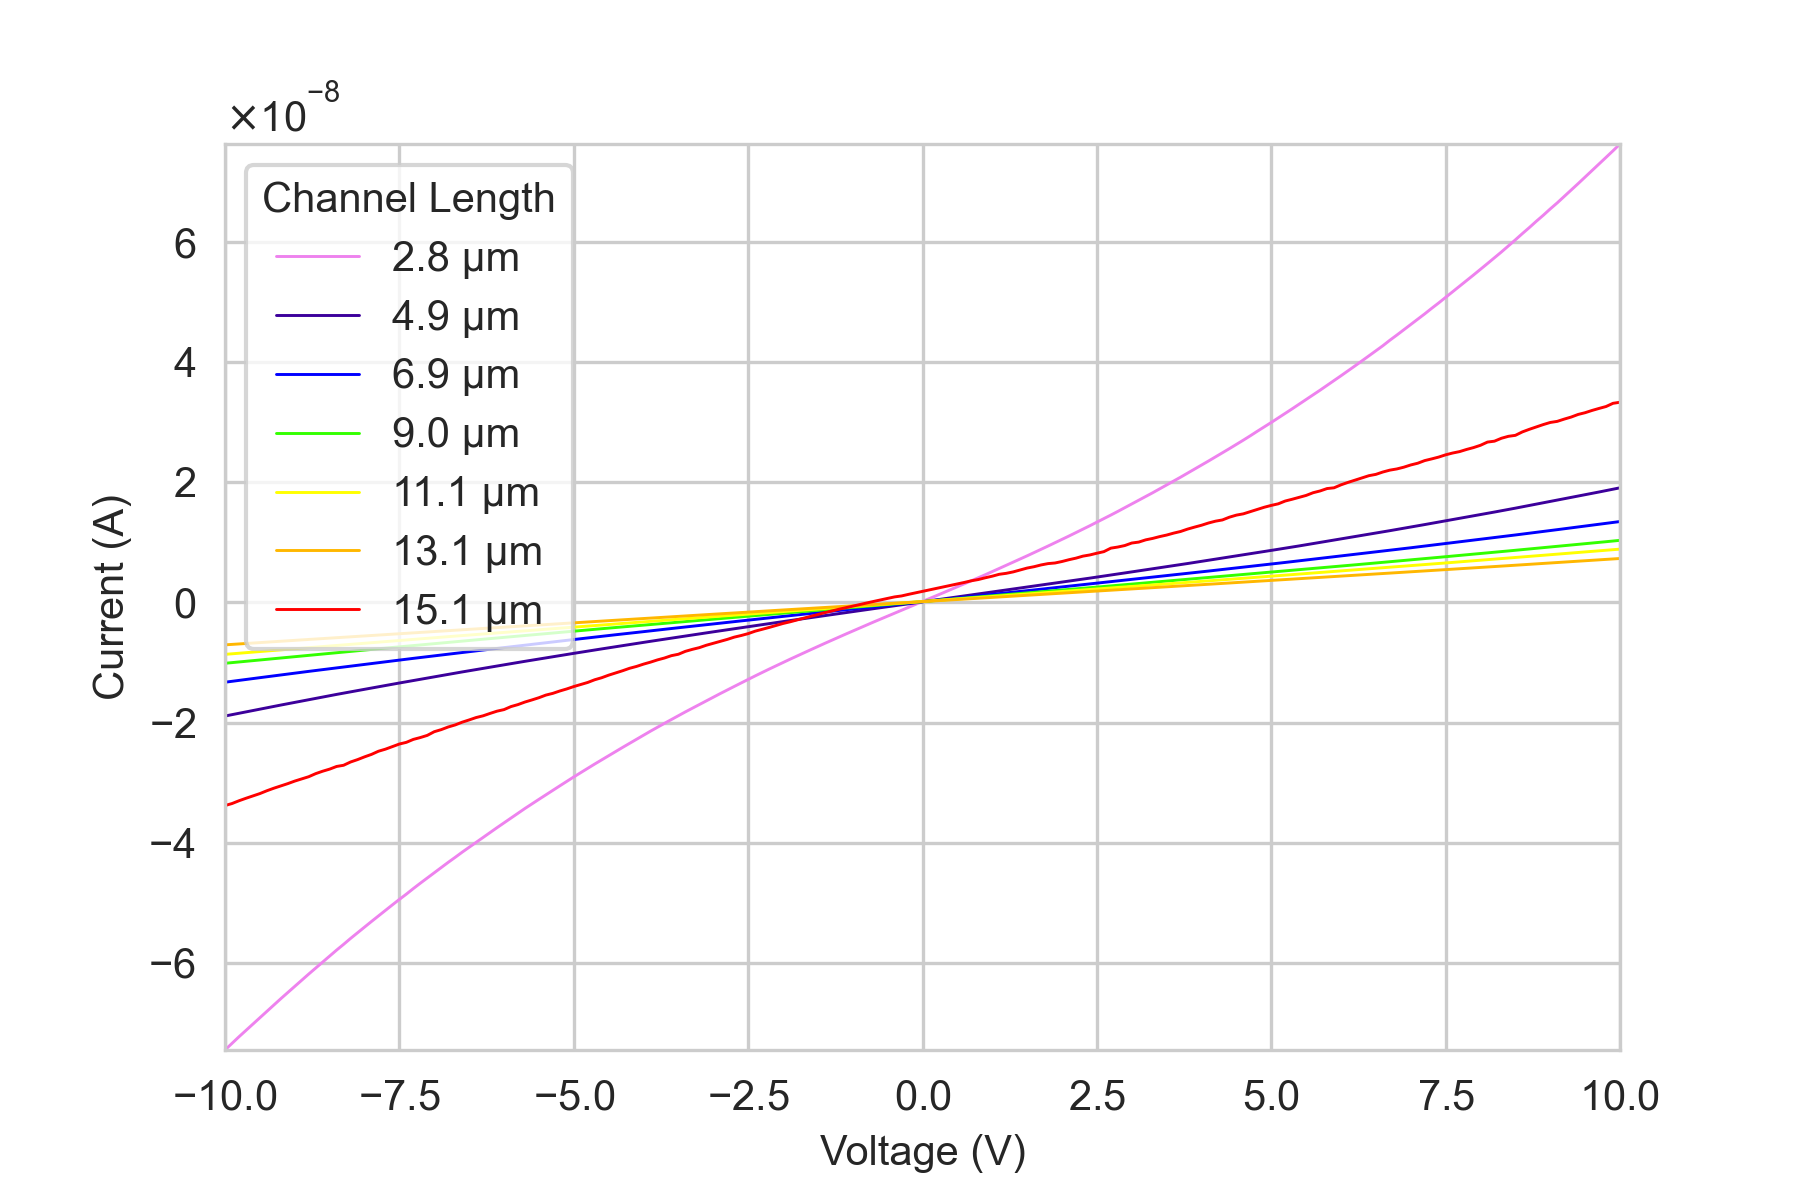 ×10⁻⁸
Channel Length
2.8 μm
4.9 μm
6.9 μm
9.0 μm
11.1 μm
13.1 μm
15.1 μm
6
4
2
0
−2
−4
−6
Current (A)
−10.0 −7.5 −5.0 −2.5 0.0 2.5 5.0 7.5 10.0
Voltage (V)